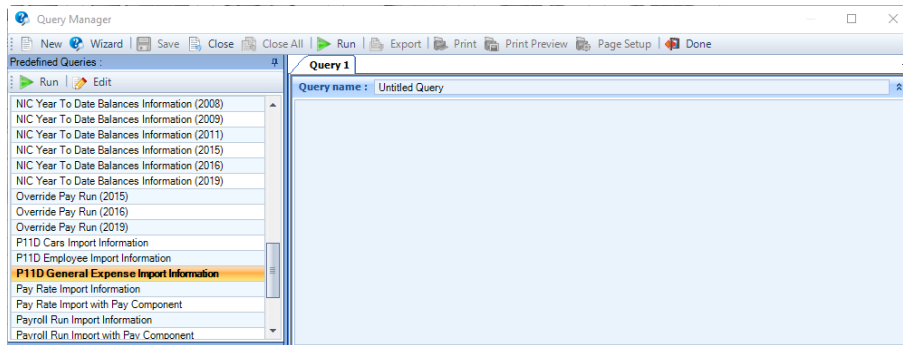 Query Manager
New Wizard Save Close Close All Run Export Print Print Preview Page Setup Done
Predefined Queries :
Run Edit
NIC Year To Date Balances Information (2008)
NIC Year To Date Balances Information (2009)
NIC Year To Date Balances Information (2011)
NIC Year To Date Balances Information (2015)
NIC Year To Date Balances Information (2016)
NIC Year To Date Balances Information (2019)
Override Pay Run (2015)
Override Pay Run (2016)
Override Pay Run (2019)
P11D Cars Import Information
P11D Employee Import Information
P11D General Expense Import Information
Pay Rate Import Information
Pay Rate Import with Pay Component
Payroll Run Import Information
Payroll Run Import with Pay Component
Query 1
Query name : Untitled Query